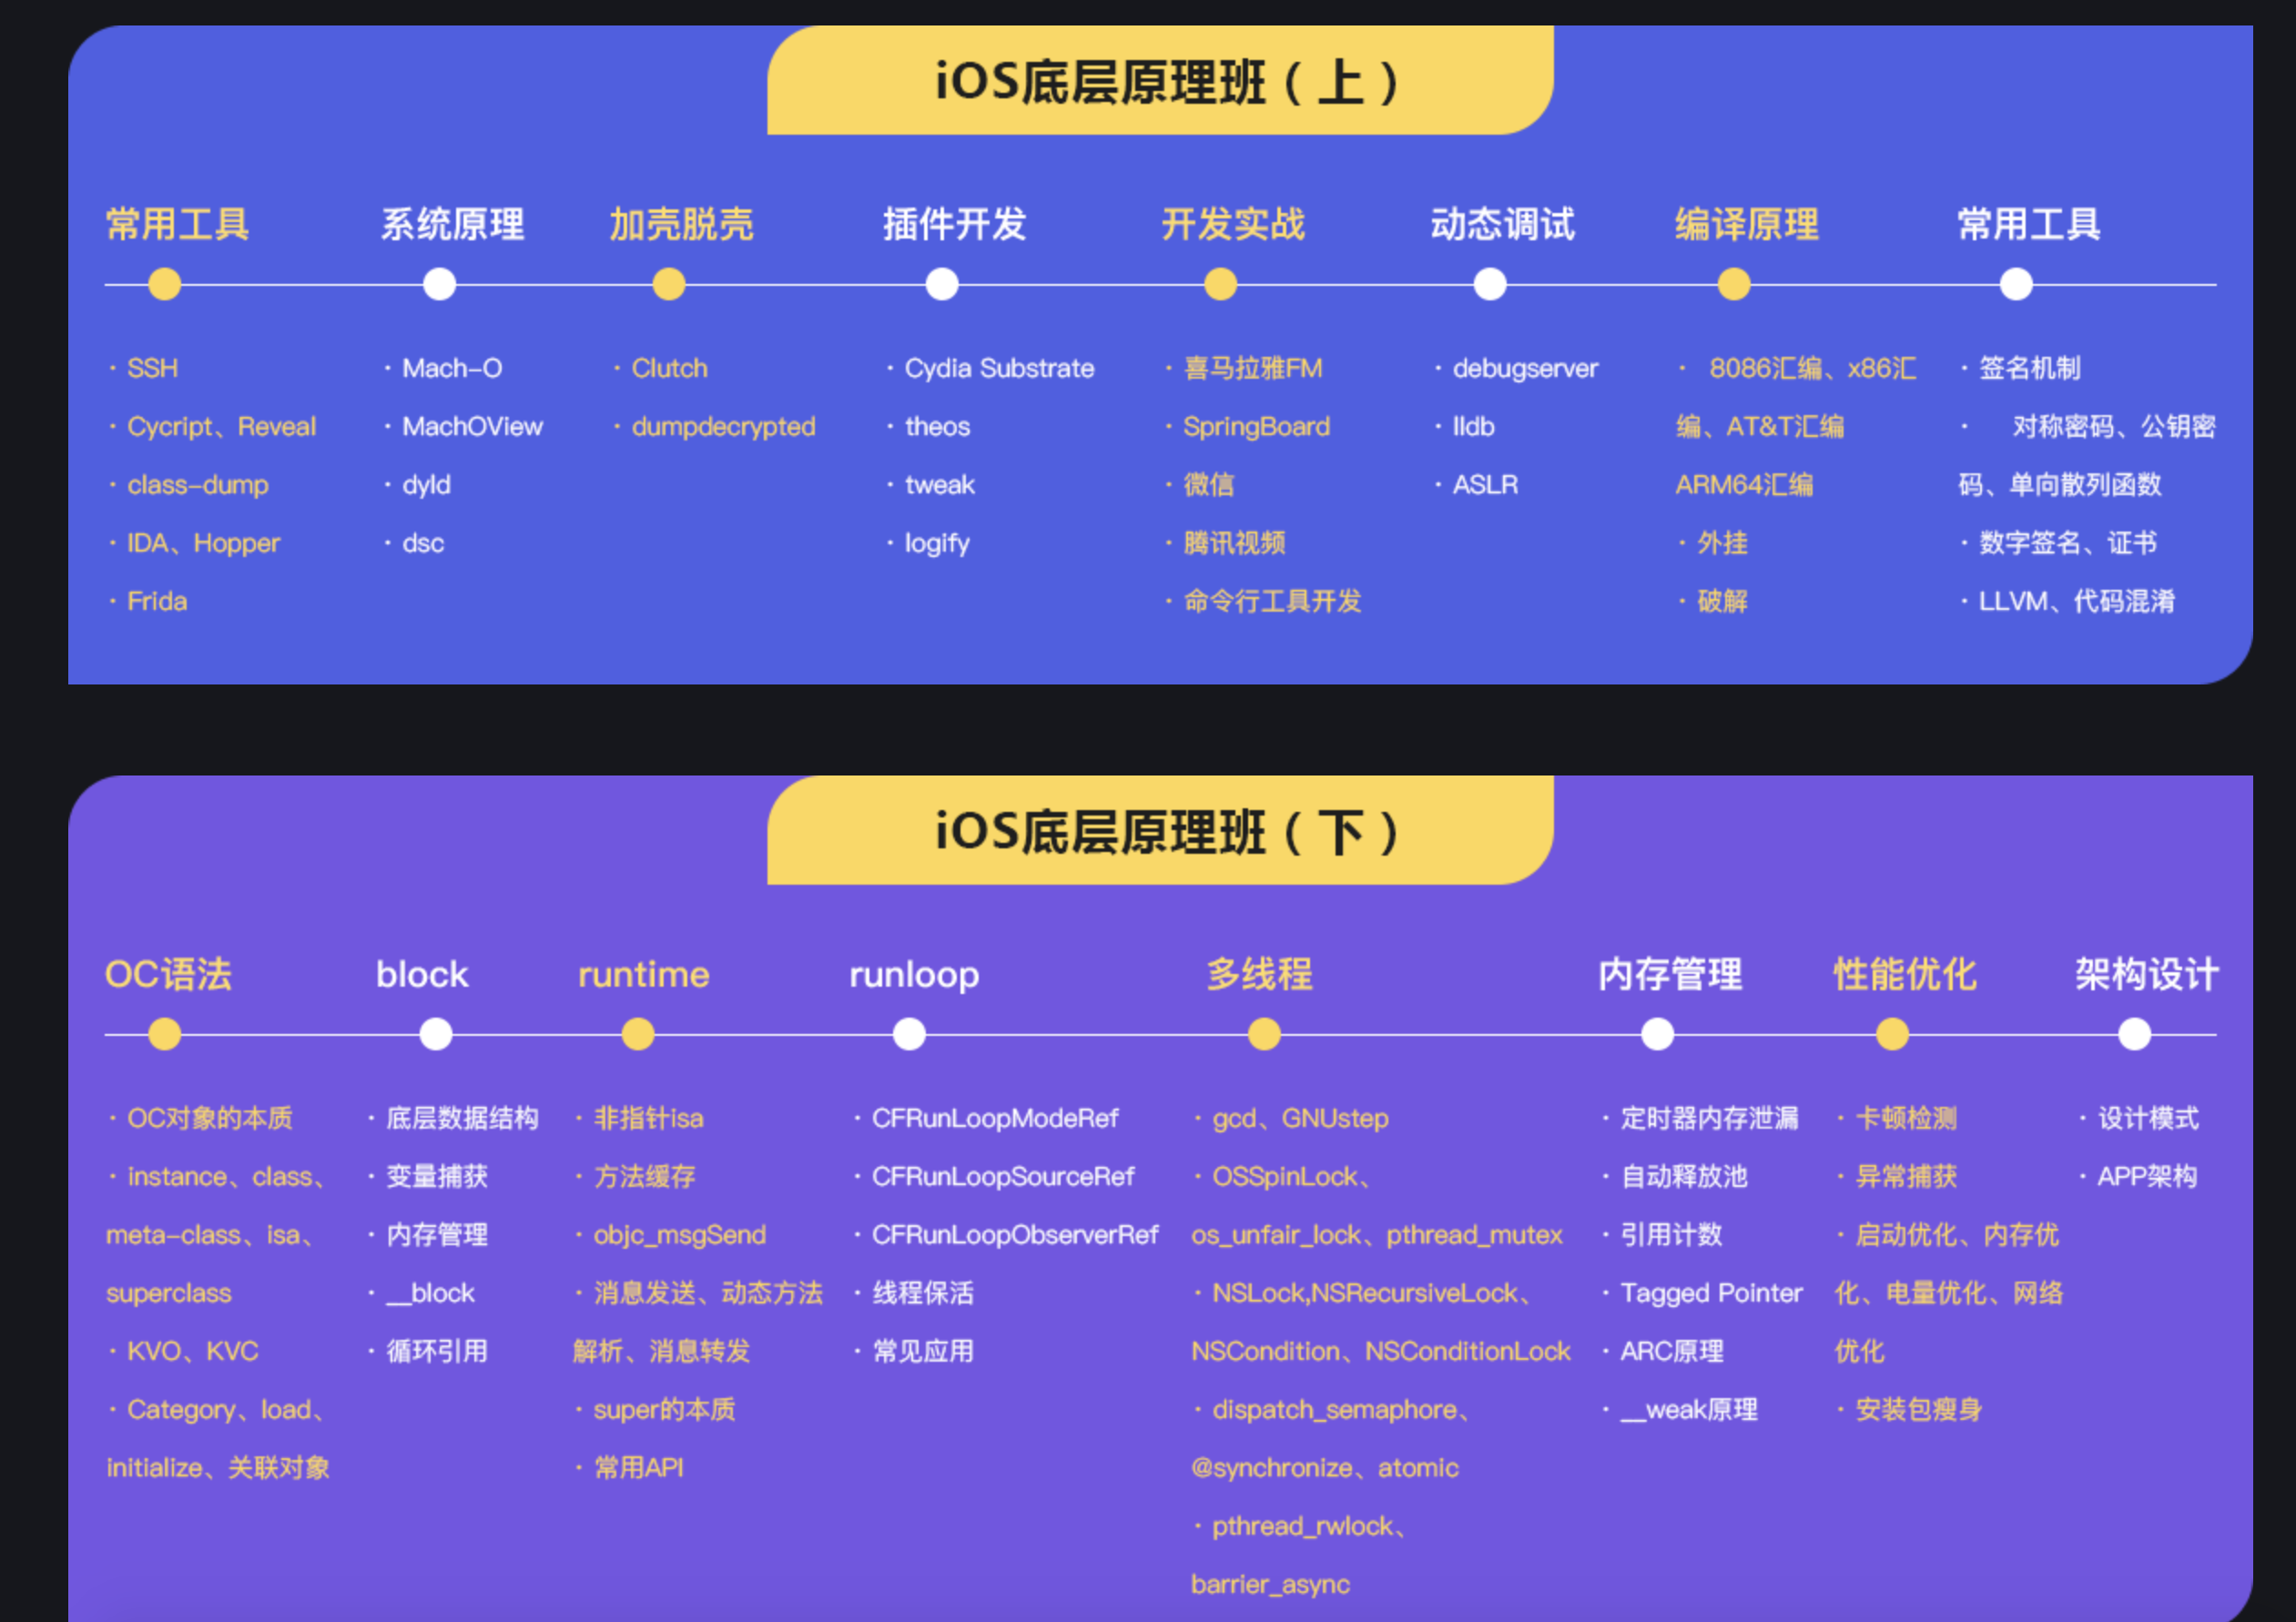 iOS底层原理班（上）
常用工具
· SSH
· Cycript、Reveal
· class-dump
· IDA、Hopper
· Frida
系统原理
· Mach-O
· MachOView
· dyld
· dsc
加壳脱壳
· Clutch
· dumpdecrypted
插件开发
· Cydia Substrate
· theos
· tweak
· logify
开发实战
· 喜马拉雅FM
· SpringBoard
· 微信
· 腾讯视频
· 命令行工具开发
动态调试
· debugserver
· lldb
· ASLR
编译原理
· 8086汇编、x86汇
编、AT&T汇编
ARM64汇编
· 外挂
· 破解
常用工具
· 签名机制
· 对称密码、公钥密
码、单向散列函数
· 数字签名、证书
· LLVM、代码混淆
iOS底层原理班（下）
OC语法
· OC对象的本质
· instance、class、
meta-class、isa、
superclass
· KVO、KVC
· Category、load、
initialize、关联对象
block
· 底层数据结构
· 变量捕获
· 内存管理
· __block
· 循环引用
runtime
· 非指针isa
· 方法缓存
· objc_msgSend
· 消息发送、动态方法
解析、消息转发
· super的本质
· 常用API
runloop
· CFRunLoopModeRef
· CFRunLoopSourceRef
· CFRunLoopObserverRef
· 线程保活
· 常见应用
多线程
· gcd、GNUstep
· OSSpinLock、
os_unfair_lock、pthread_mutex
· NSLock,NSRecursiveLock、
NSCondition、NSConditionLock
· dispatch_semaphore、
@synchronize、atomic
· pthread_rwlock、
barrier_async
内存管理
· 定时器内存泄漏
· 自动释放池
· 引用计数
· Tagged Pointer
· ARC原理
· __weak原理
性能优化
· 卡顿检测
· 异常捕获
· 启动优化、内存优
化、电量优化、网络
优化
· 安装包瘦身
架构设计
· 设计模式
· APP架构